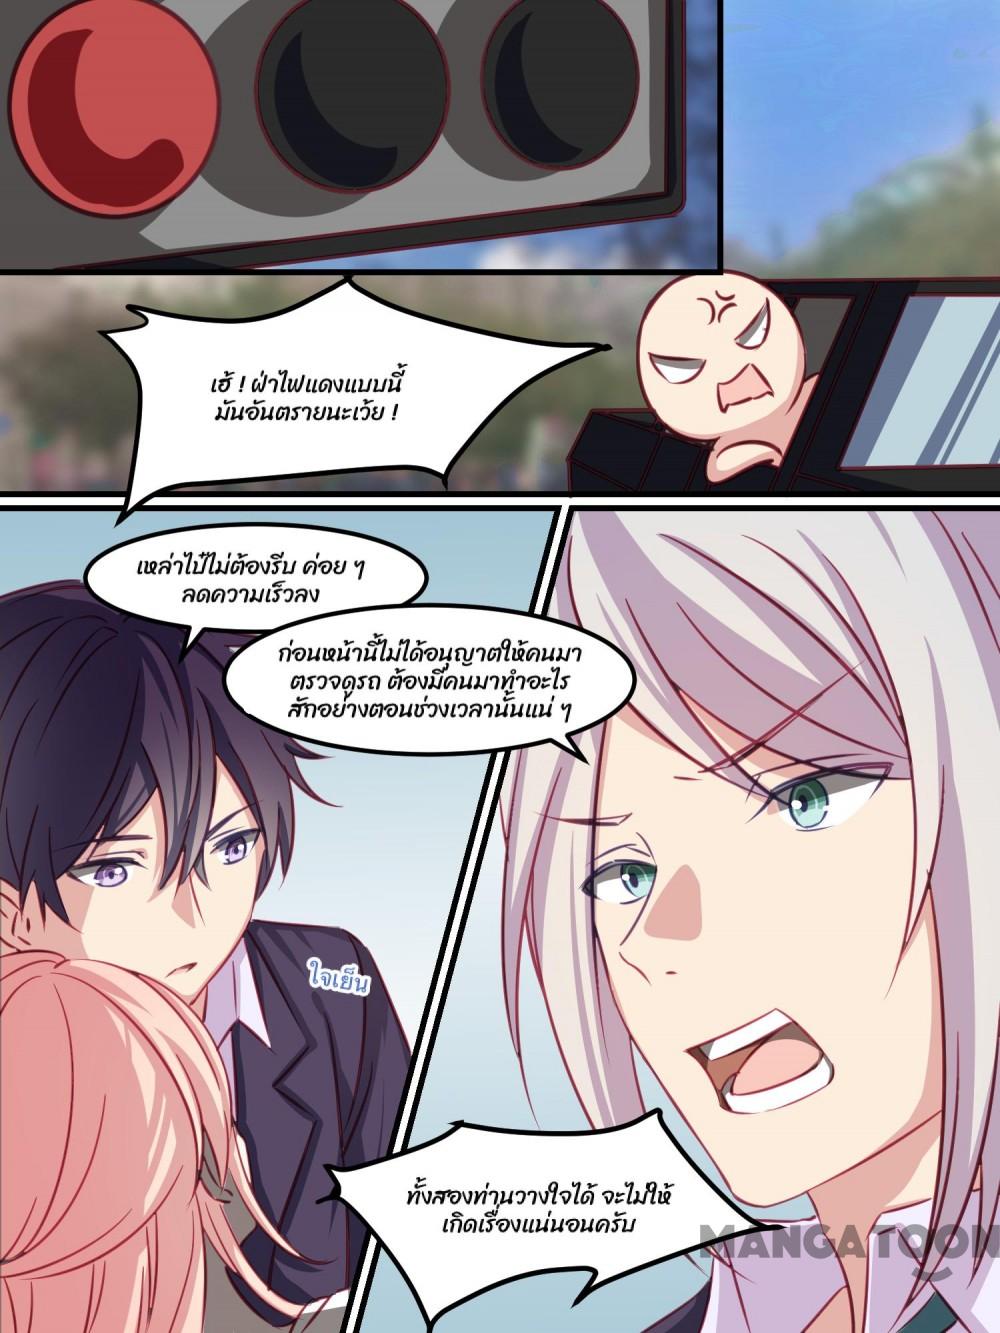 เฮ้ ! ฝ่าไฟแดงแบบนี้
มันอันตรายนะเว้ย !
เหล่าไป๋ไม่ต้องรีบ ค่อย ๆ
ลดความเร็วลง
ก่อนหน้านี้ไม่ได้อนุญาตให้คนมา
ตรวจดูรถ ต้องมีคนมาทำอะไร
สักอย่างตอนช่วงเวลานั้นแน่ ๆ
ใจเย็น
ทั้งสองท่านวางใจได้ จะไม่ให้
เกิดเรื่องแน่นอนครับ
MANGATOON